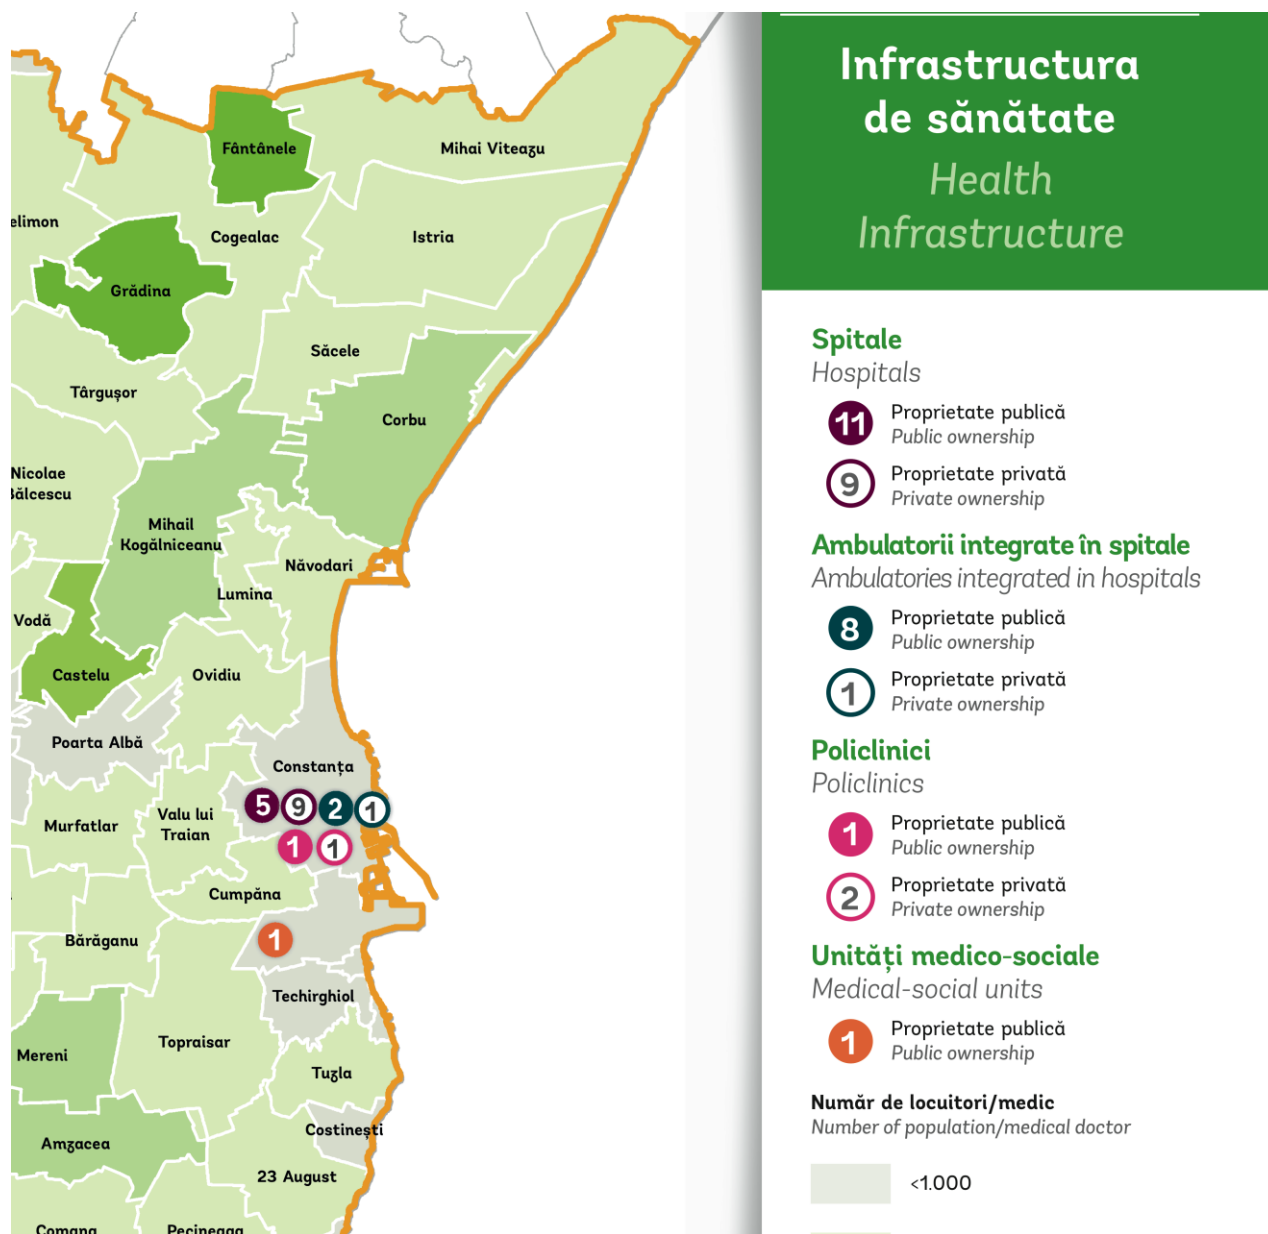 Fântânele
Mihai Viteazu
elimon
Cogealac
Istria
Grădina
Săcele
Târgușor
Corbu
Nicolae
Bălcescu
Mihail
Kogălniceanu
Năvodari
Lumina
Vodă
Castelu
Ovidiu
Poarta Albă
Constanța
5 9 2 1
1 1
Valu lui
Traian
Murfatlar
Cumpăna
Bărăganu
1
Techirghiol
Topraisar
Mereni
Tuzla
Costinești
Amzacea
23 August
Comana
Pecineaga
Infrastructura
de sănătate
Health
Infrastructure
Spitale
Hospitals
11 Proprietate publică
Public ownership
9 Proprietate privată
Private ownership
Ambulatorii integrate în spitale
Ambulatories integrated in hospitals
8 Proprietate publică
Public ownership
1 Proprietate privată
Private ownership
Policlinici
Policlinics
1 Proprietate publică
Public ownership
2 Proprietate privată
Private ownership
Unități medico-sociale
Medical-social units
1 Proprietate publică
Public ownership
Număr de locuitori/medic
Number of population/medical doctor
<1.000